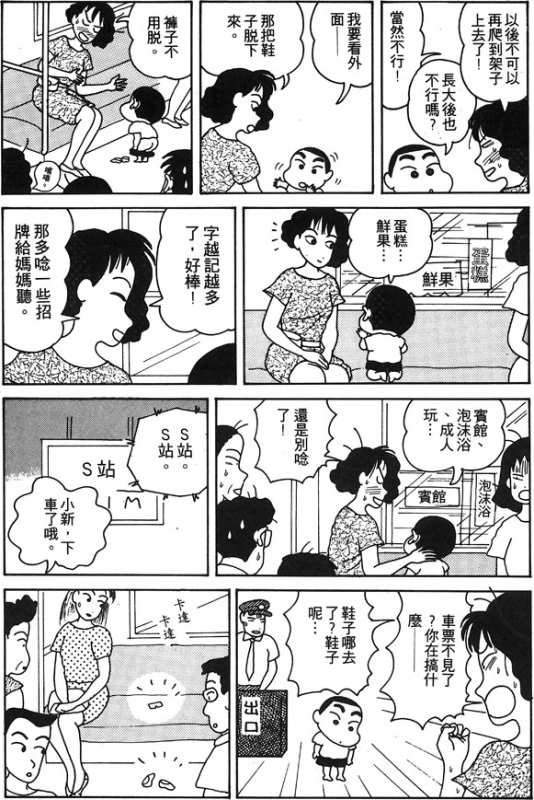 以後不可以
再爬到架子
上去了！
長大後也
不行嗎？
當然不行！
我要看外
面—
那把鞋
子脫下
來。
褲子不
用脫。
蛋糕…
鮮果…
蛋糕
鮮果
字越記越多
了，好棒！
那多唸一些招
牌給媽媽聽。
賓館、
泡沫浴
、成人
玩…
泡沫浴
賓館
還是別唸
了！
S站。
S站。
S站
M
小新，下
車了哦。
車票不見了
？你在搞什
麼—
鞋子哪去
了？鞋子
呢…
出口
卡達
卡達